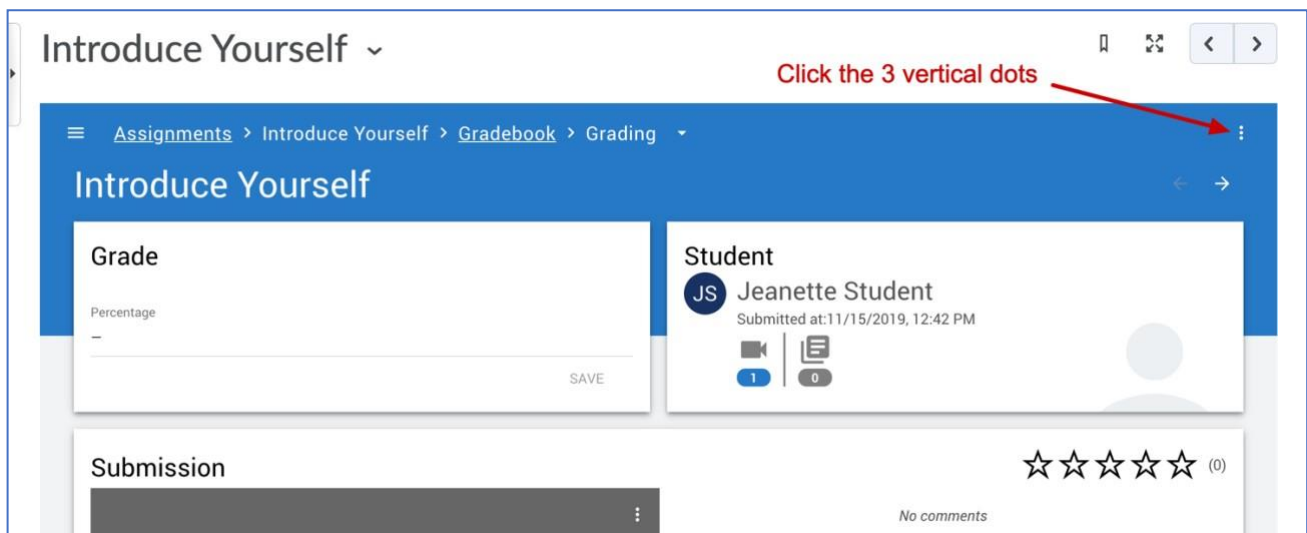 Introduce Yourself
Click the 3 vertical dots
Assignments > Introduce Yourself > Gradebook > Grading
Introduce Yourself
Grade
Percentage
–
SAVE
Student
JS
Jeanette Student
Submitted at:11/15/2019, 12:42 PM
1
0
Submission
(0)
No comments